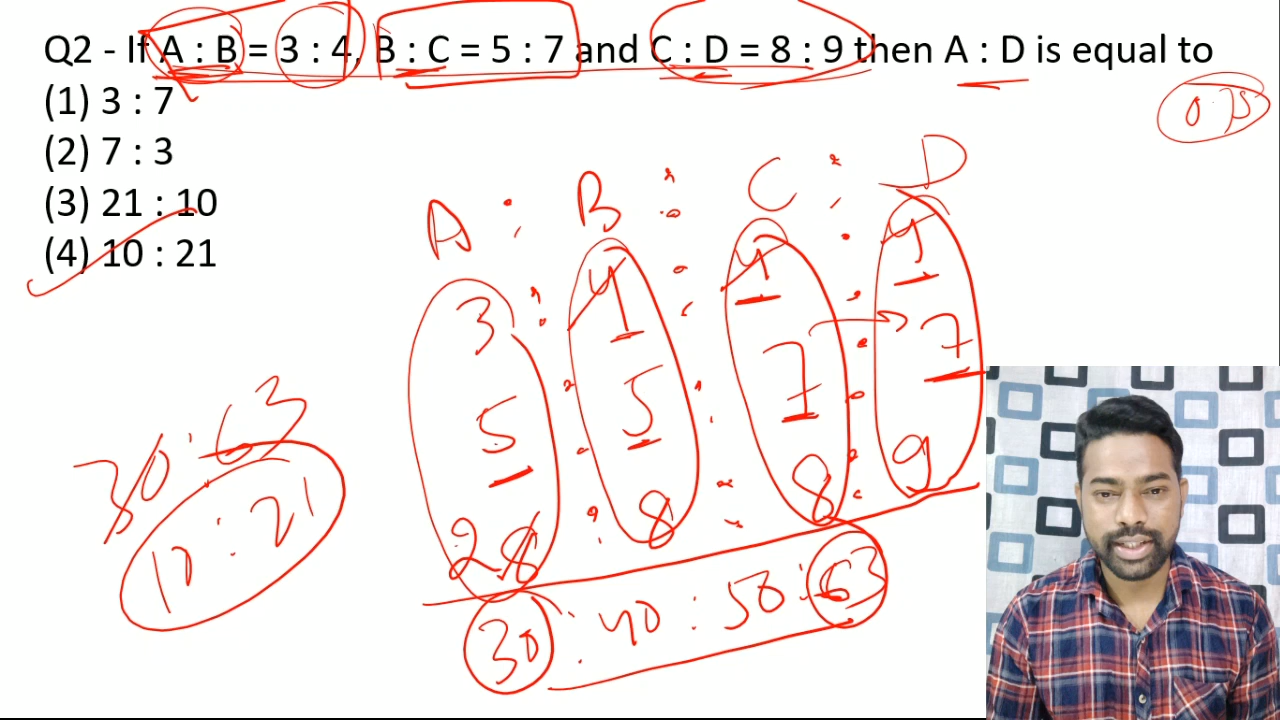 Q2 - If A : B = 3 : 4, B : C = 5 : 7 and C : D = 8 : 9 then A : D is equal to
(1) 3 : 7
(2) 7 : 3
(3) 21 : 10
(4) 10 : 21
0.75
A : B : C : D
3 : 4 : 4 : 4
5 : 5 : 7 : 7
8 : 8 : 9
30 : 63
10 : 21
30 : 40 : 56 : 63